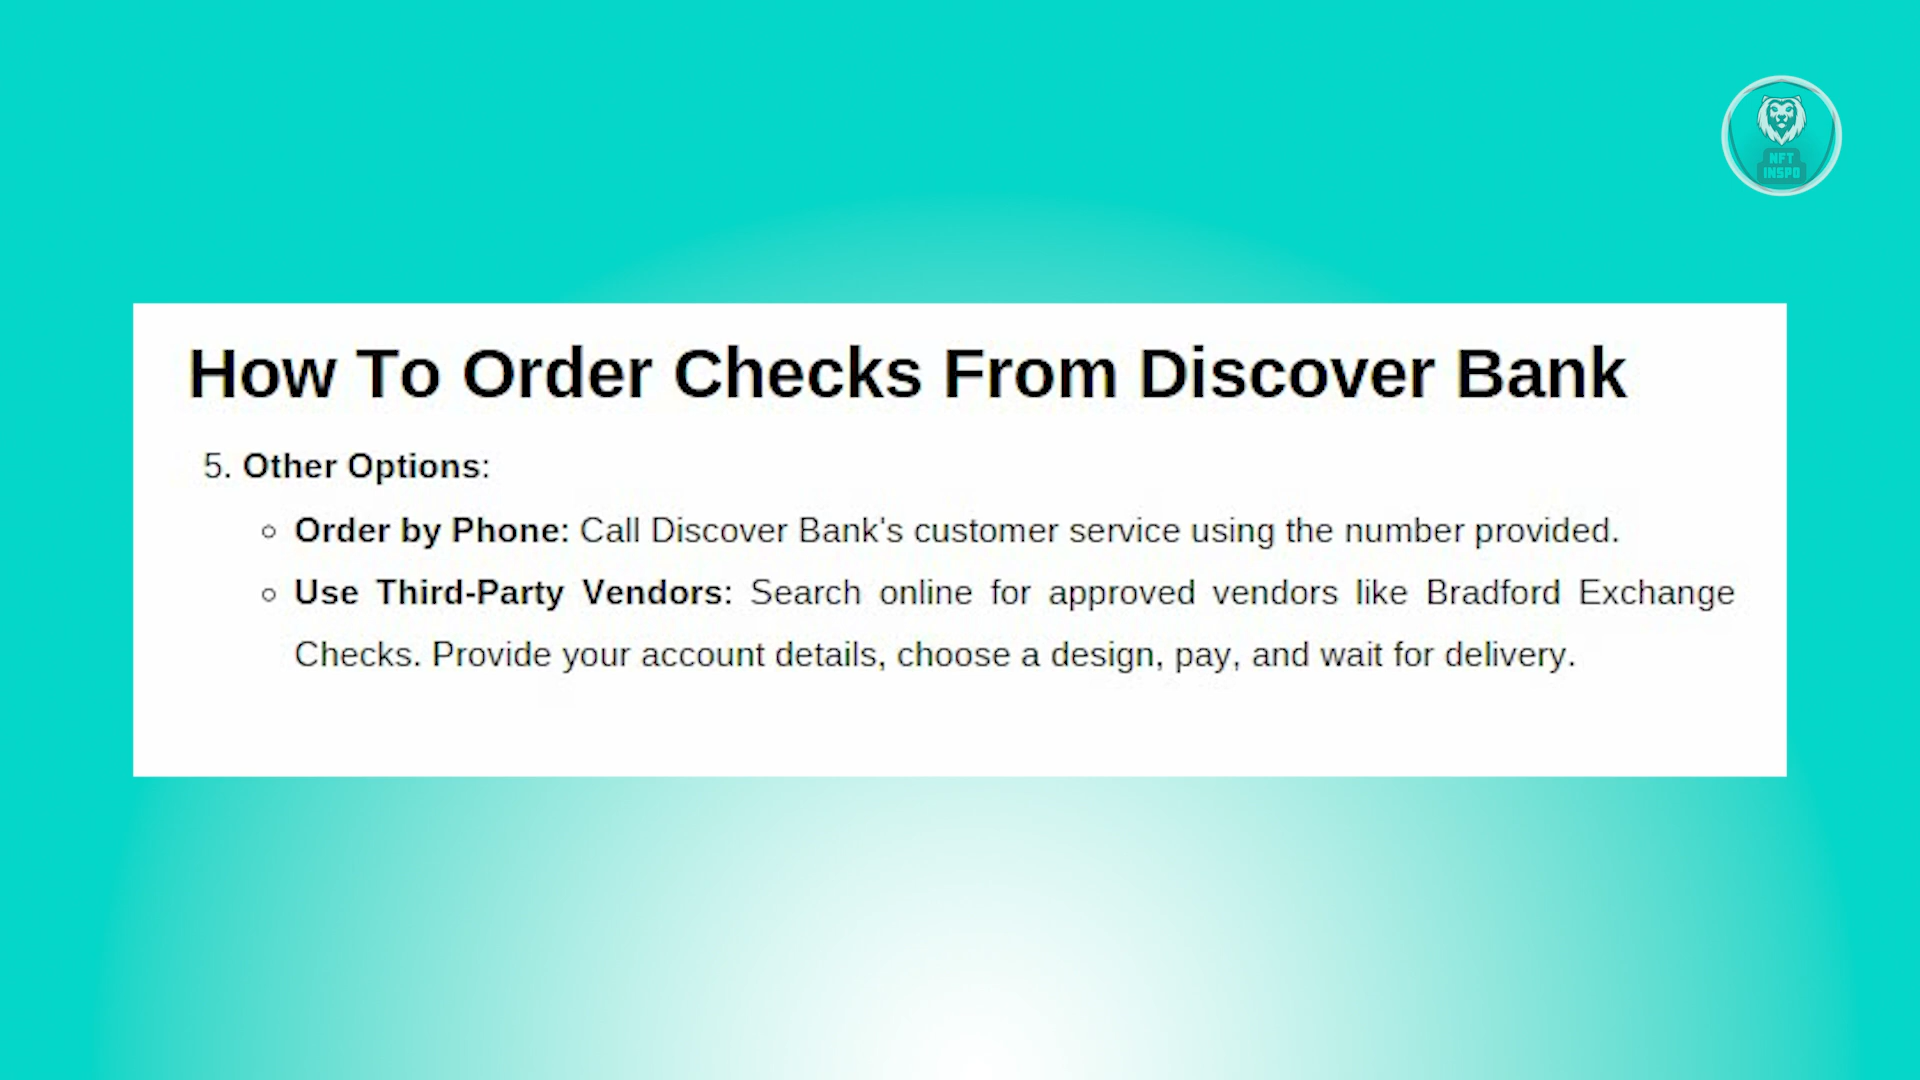 NFT
INSPO
How To Order Checks From Discover Bank
5. Other Options:
Order by Phone: Call Discover Bank's customer service using the number provided.
Use Third-Party Vendors: Search online for approved vendors like Bradford Exchange
Checks. Provide your account details, choose a design, pay, and wait for delivery.